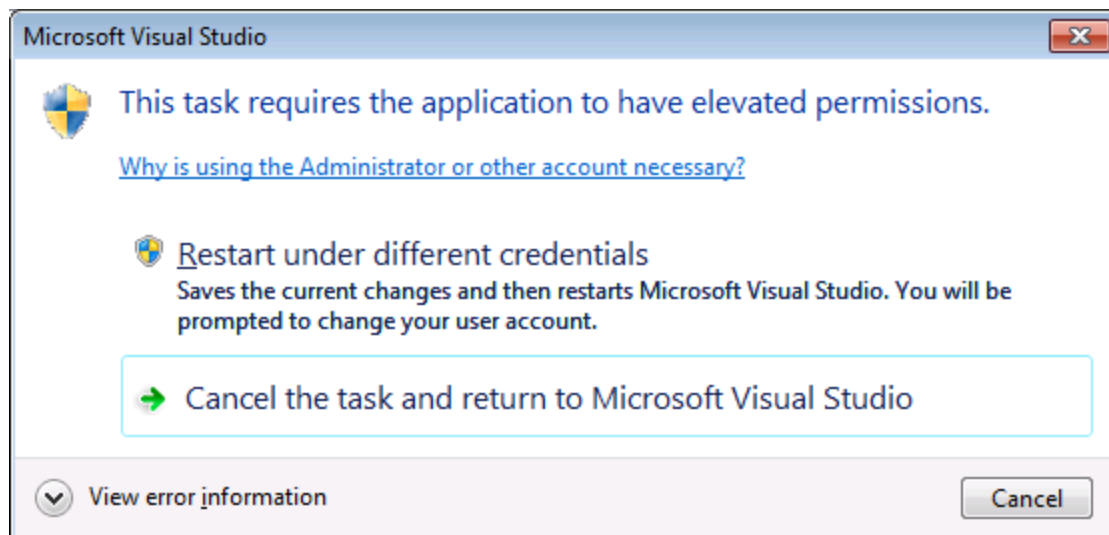 Microsoft Visual Studio
This task requires the application to have elevated permissions.
Why is using the Administrator or other account necessary?
Restart under different credentials
Saves the current changes and then restarts Microsoft Visual Studio. You will be
prompted to change your user account.
Cancel the task and return to Microsoft Visual Studio
View error information
Cancel